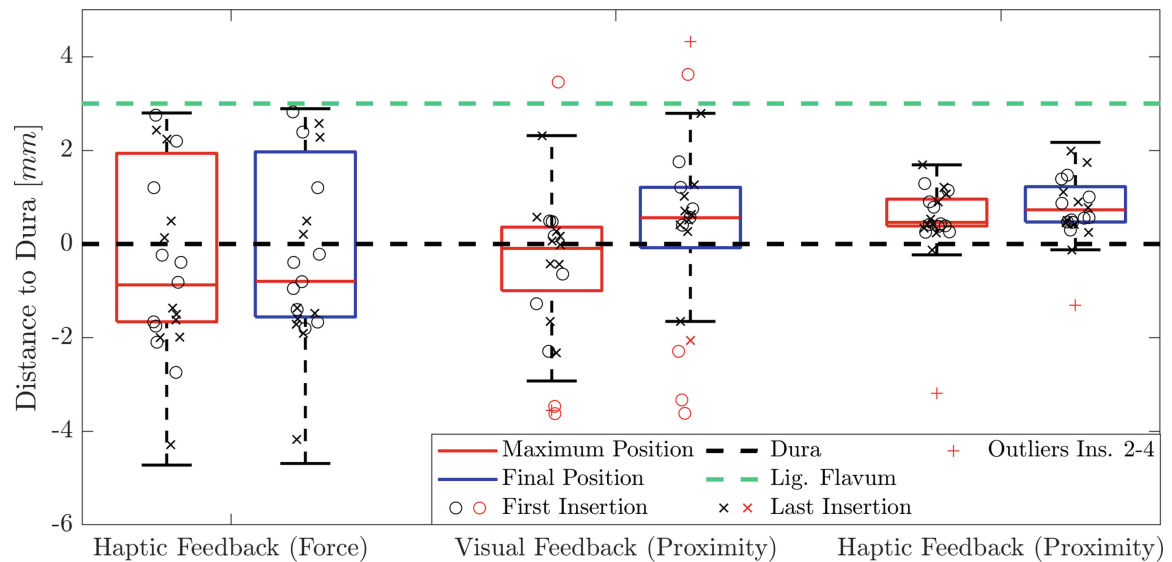 Distance to Dura [mm]
4
2
0
-2
-4
-6
Maximum Position
Dura
Outliers Ins. 2-4
Final Position
Lig. Flavum
First Insertion
Last Insertion
Haptic Feedback (Force)
Visual Feedback (Proximity)
Haptic Feedback (Proximity)